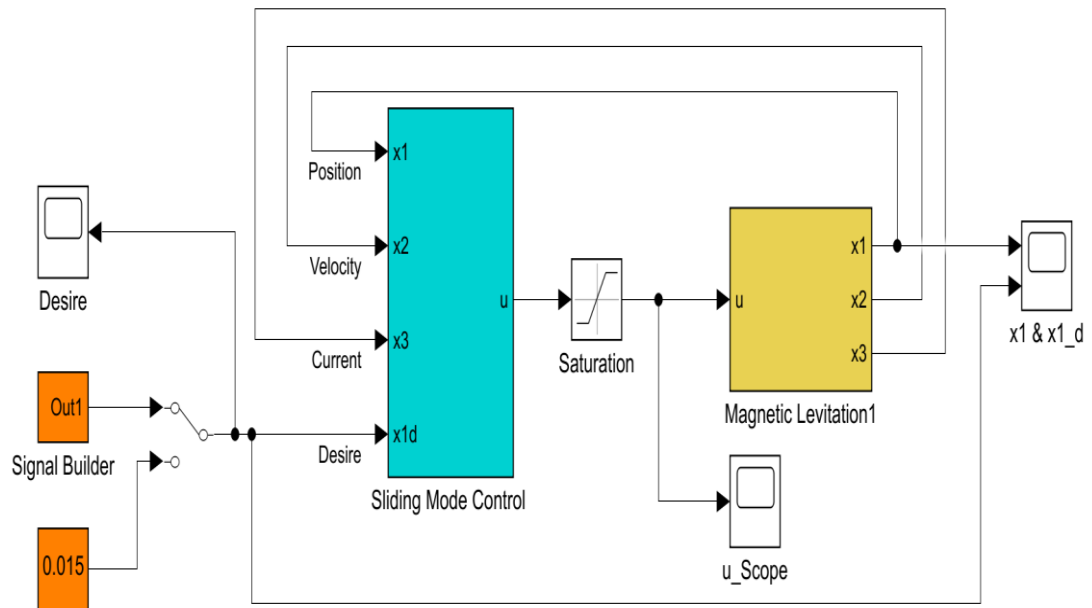 x1
Position
x2
Velocity
x3
Current
x1d
Desire
u
Sliding Mode Control
Desire
Out1
Signal Builder
0.015
Saturation
u
x1
x2
x3
Magnetic Levitation1
u_Scope
x1 & x1_d